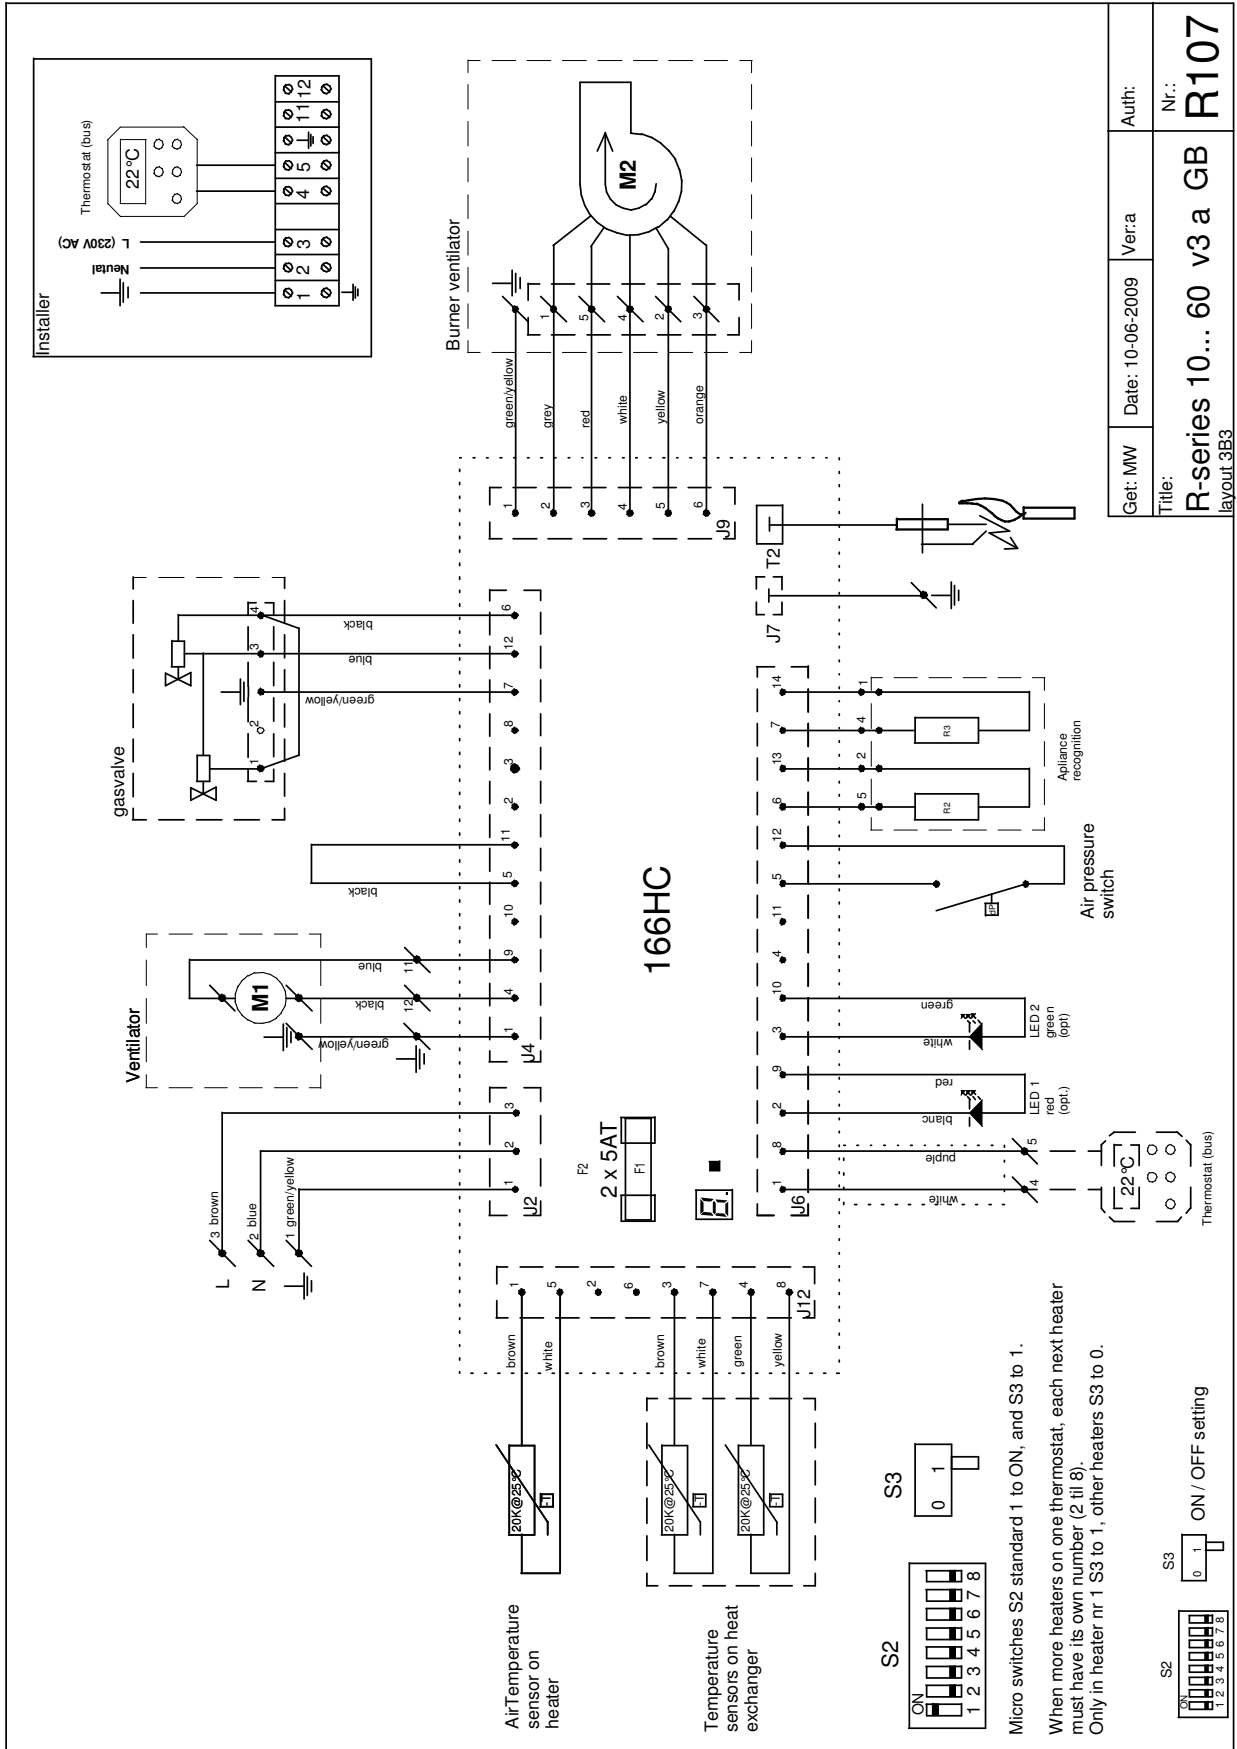 Installer
Thermostat (bus)
22 °C
L (230V AC)
Neutal
1 2 3 4 5 11 12
Burner ventilator
M2
1 5 4 2 3
green/yellow
grey
red
white
yellow
orange
1 2 3 4 5 6
J9
gasvalve
1 2 3 4
black
blue
green/yellow
black
Ventilator
M1
blue
black
green/yellow
11
12
1 4 9 10 5 11 2 3 8 7 12 6
J4
L
N
3 brown
2 blue
1 green/yellow
1 2 3
J2
F2
2 x 5AT
F1
8.
166HC
T2
J7
1 8 2 9 3 10 4 11 5 12 6 13 7 14
J6
5 2 4 1
R2
R3
Apliance
recognition
dP
Air pressure
switch
green
white
LED 2
green
(opt)
red
blanc
LED 1
red
(opt.)
puple
white
5
4
22 °C
Thermostat (bus)
1 5 2 6 3 7 4 8
J12
brown
white
brown
white
green
yellow
20K@25°C
-T
20K@25°C
-T
20K@25°C
-T
AirTemperature
sensor on
heater
Temperature
sensors on heat
exchanger
S2
ON
1 2 3 4 5 6 7 8
S3
0 1
Micro switches S2 standard 1 to ON, and S3 to 1.
When more heaters on one thermostat, each next heater
must have its own number (2 til 8).
Only in heater nr 1 S3 to 1, other heaters S3 to 0.
S2
ON
1 2 3 4 5 6 7 8
S3
0 1
ON / OFF setting
Get: MW
Date: 10-06-2009
Ver:a
Auth:
Title:
R-series 10... 60 v3 a GB
layout 3B3
Nr.:
R107